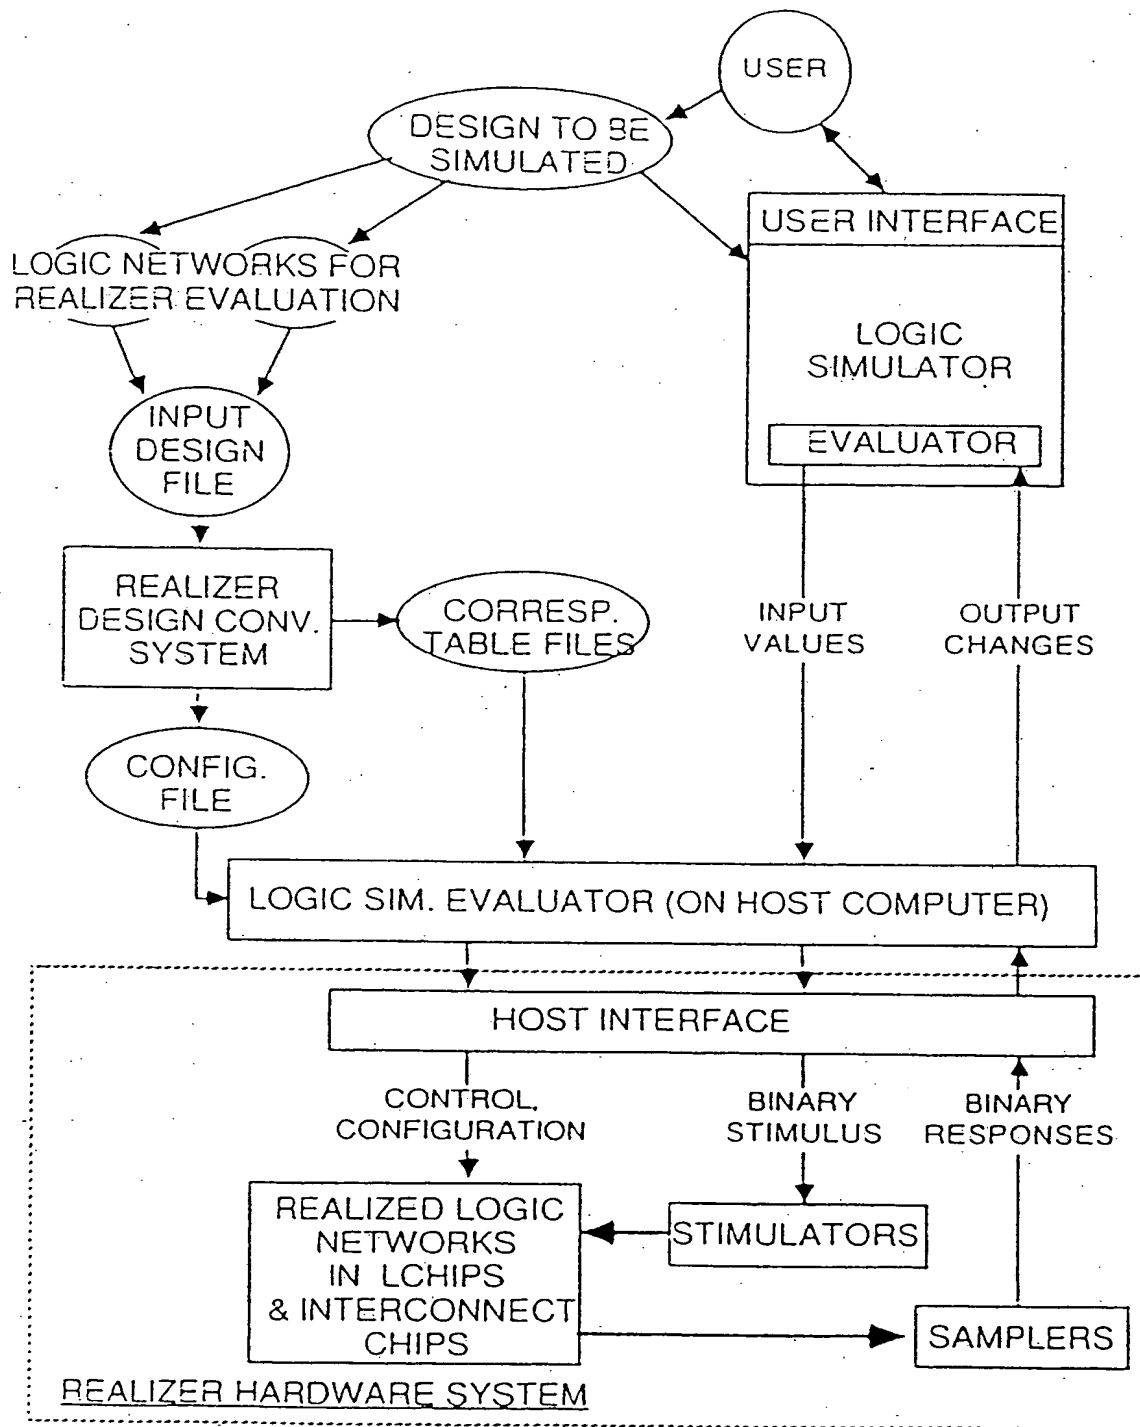 USER
DESIGN TO BE
SIMULATED
USER INTERFACE
LOGIC NETWORKS FOR
REALIZER EVALUATION
LOGIC
SIMULATOR
EVALUATOR
INPUT
DESIGN
FILE
REALIZER
DESIGN CONV.
SYSTEM
CORRESP.
TABLE FILES
INPUT
VALUES
OUTPUT
CHANGES
CONFIG.
FILE
LOGIC SIM. EVALUATOR (ON HOST COMPUTER)
HOST INTERFACE
CONTROL,
CONFIGURATION
BINARY
STIMULUS
BINARY
RESPONSES
REALIZED LOGIC
NETWORKS
IN LCHIPS
& INTERCONNECT
CHIPS
STIMULATORS
SAMPLERS
REALIZER HARDWARE SYSTEM